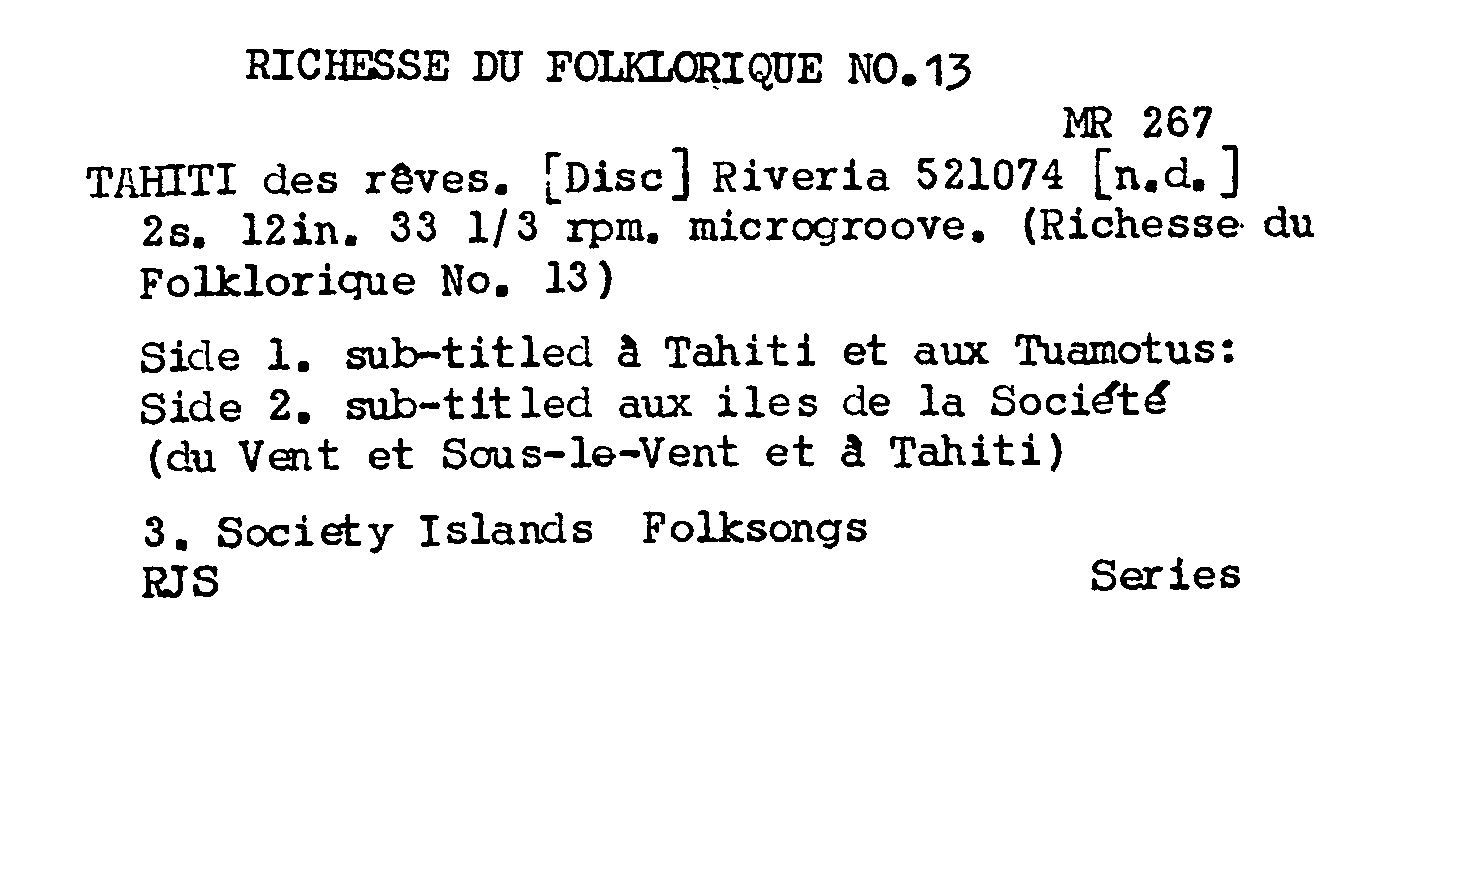 RICHESSE DU FOLKLORIQUE NO.13
MR 267
TAHITI des rêves. [Disc] Riveria 521074 [n.d.]
2s. 12in. 33 1/3 rpm. microgroove. (Richesse du
Folklorique No. 13)
Side 1. sub-titled à Tahiti et aux Tuamotus:
Side 2. sub-titled aux iles de la Société
(du Vent et Sous-le-Vent et à Tahiti)
3. Society Islands Folksongs
RJS Series